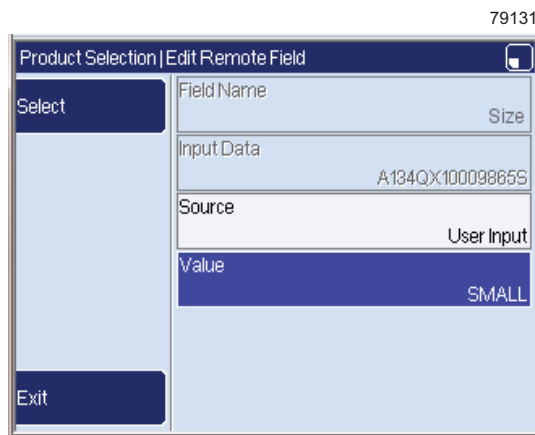 79131
Product Selection | Edit Remote Field
Select
Field Name
Size
Input Data
A134QX10009865S
Source
User Input
Value
SMALL
Exit